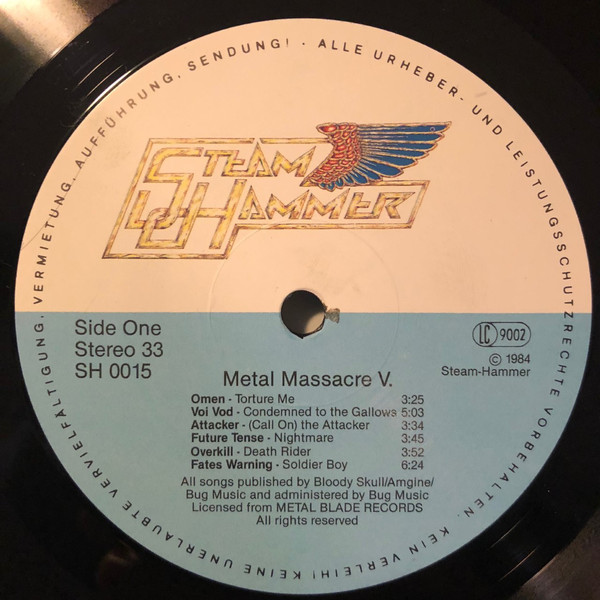 ALLE URHEBER- UND LEISTUNGSSCHUTZRECHTE VORBEHALTEN. KEIN VERLEIH! KEINE UNERLAUBTE VERVIELFÄLTIGUNG, VERMIETUNG, AUFFÜHRUNG, SENDUNG! ·
STEAM
HAMMER
Side One
Stereo 33
SH 0015
LC 9002
© 1984
Steam-Hammer
Metal Massacre V.
Omen - Torture Me 3:25
Voi Vod - Condemned to the Gallows 5:03
Attacker - (Call On) the Attacker 3:34
Future Tense - Nightmare 3:45
Overkill - Death Rider 3:52
Fates Warning - Soldier Boy 6:24
All songs published by Bloody Skull/Amgine/
Bug Music and administered by Bug Music
Licensed from METAL BLADE RECORDS
All rights reserved